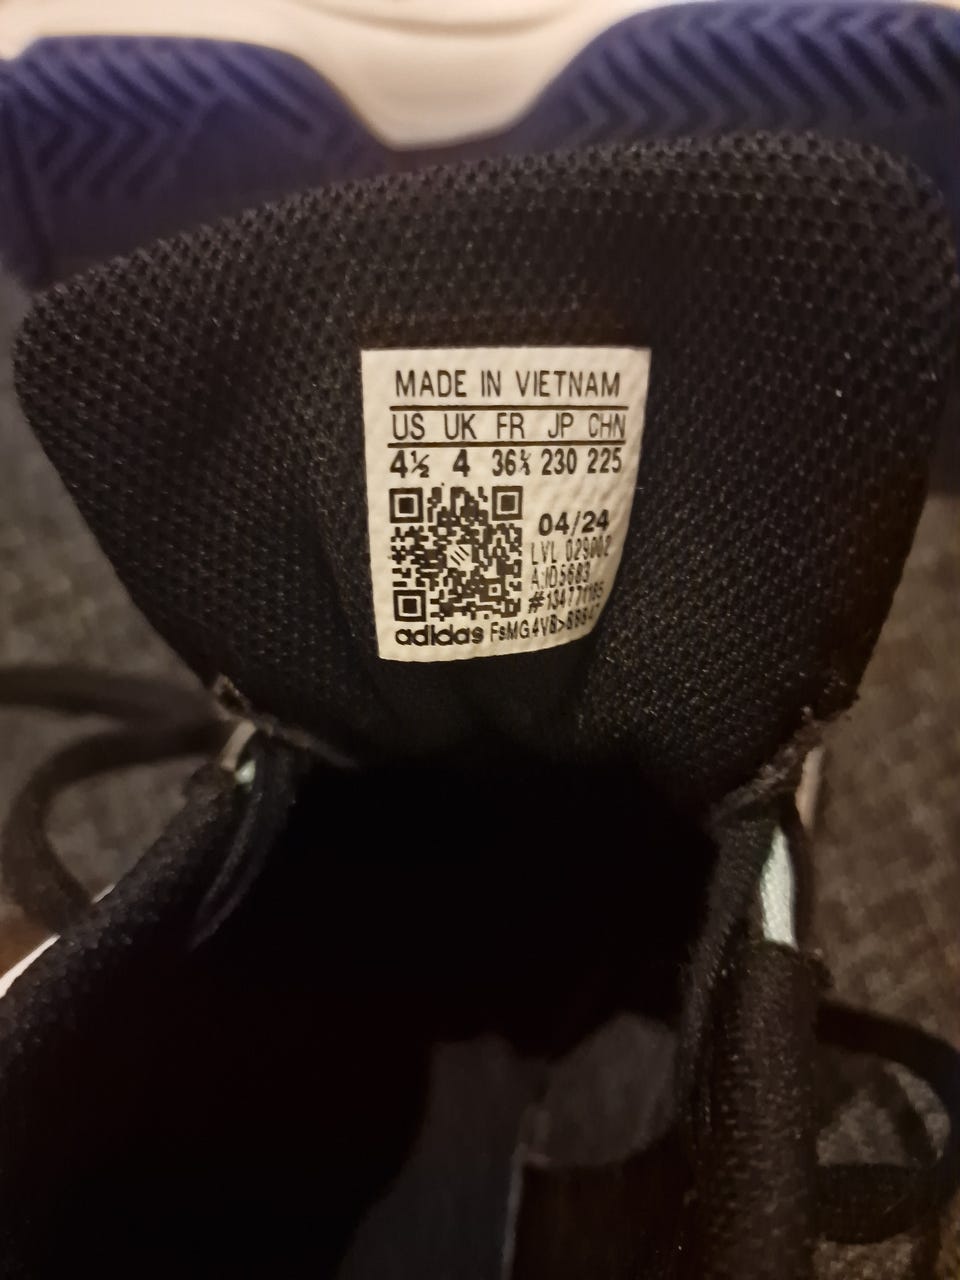 MADE IN VIETNAM
US UK FR JP CHN
4½ 4 36⅔ 230 225
04/24
LVL 029002
adidas